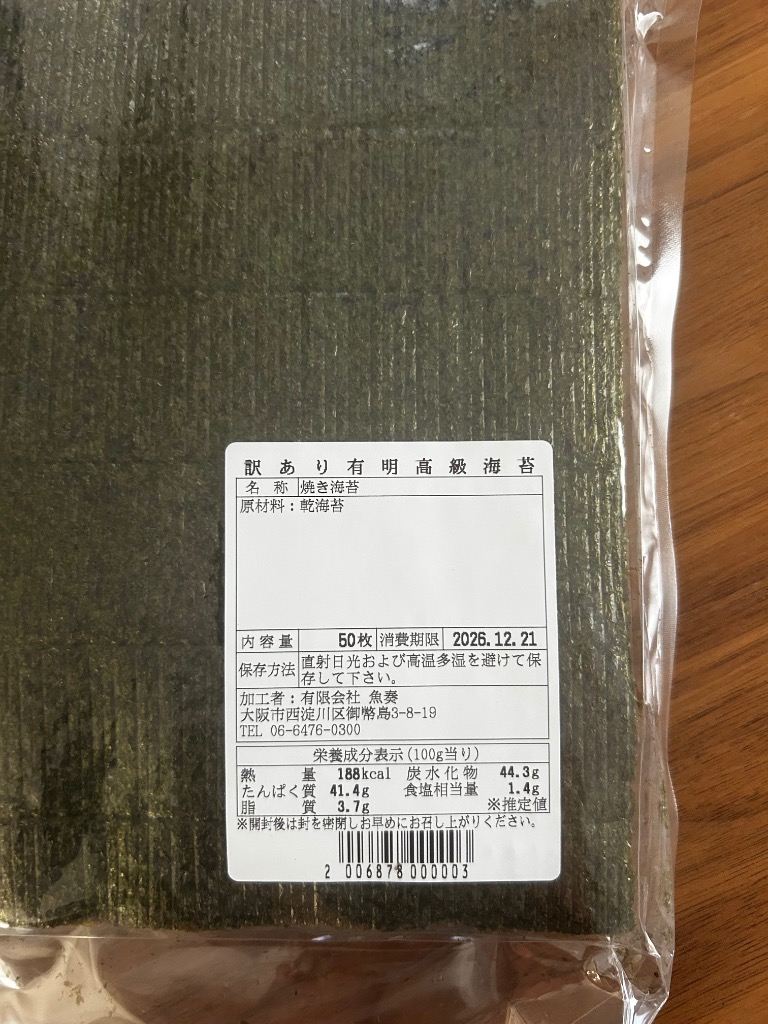 訳あり有明高級海苔
名称 焼き海苔
原材料：乾海苔
内容量 50枚 消費期限 2026.12.21
保存方法 直射日光および高温多湿を避けて保
存して下さい。
加工者：有限会社 魚奏
大阪市西淀川区御幣島3-8-19
TEL 06-6476-0300
栄養成分表示(100g当り)
熱量 188kcal 炭水化物 44.3g
たんぱく質 41.4g 食塩相当量 1.4g
脂質 3.7g ※推定値
※開封後は封を密閉しお早めにお召し上がりください。
2 006878 000003